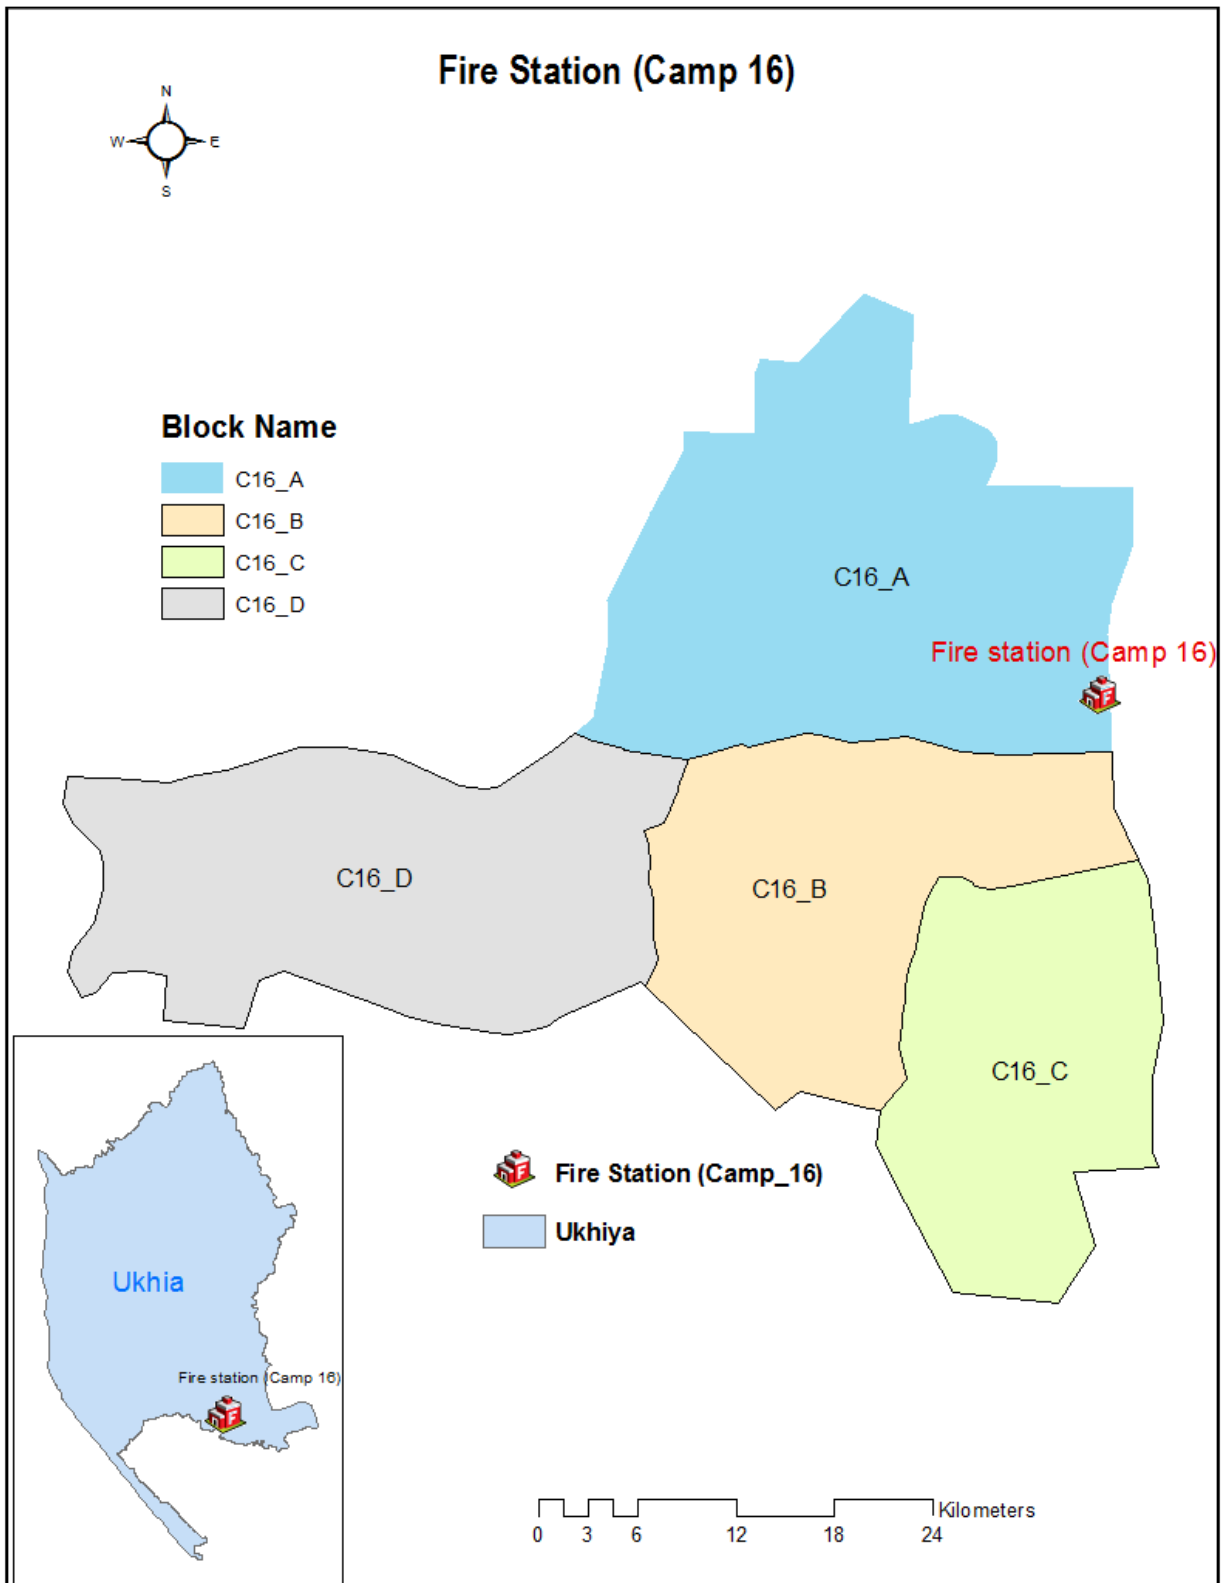 Fire Station (Camp 16)
N
W E
S
Block Name
C16_A
C16_B
C16_C
C16_D
C16_A
Fire station (Camp 16)
F
C16_D
C16_B
C16_C
F Fire Station (Camp_16)
Ukhiya
Ukhia
Fire station (Camp 16)
F
Kilometers
0 3 6 12 18 24